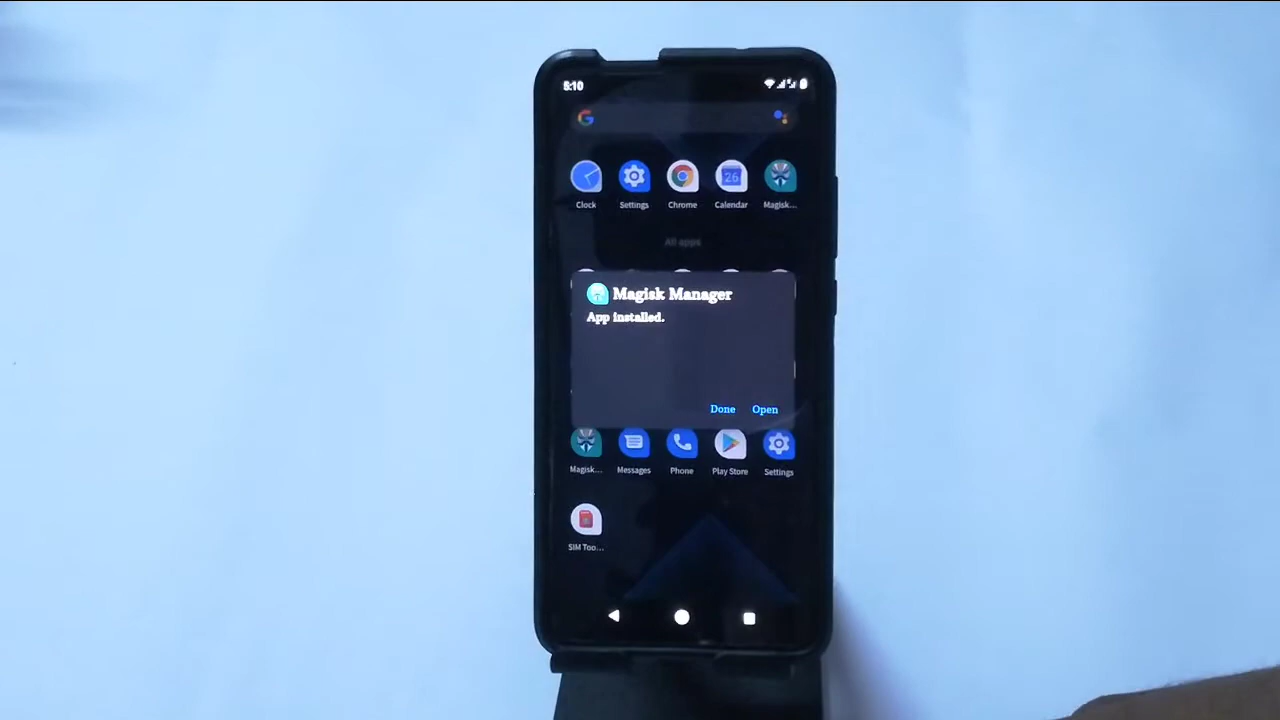 5:10
Clock Settings Chrome Calendar Magisk...
All apps
Magisk Manager
App installed.
Done Open
Magisk... Messages Phone Play Store Settings
SIM Too...